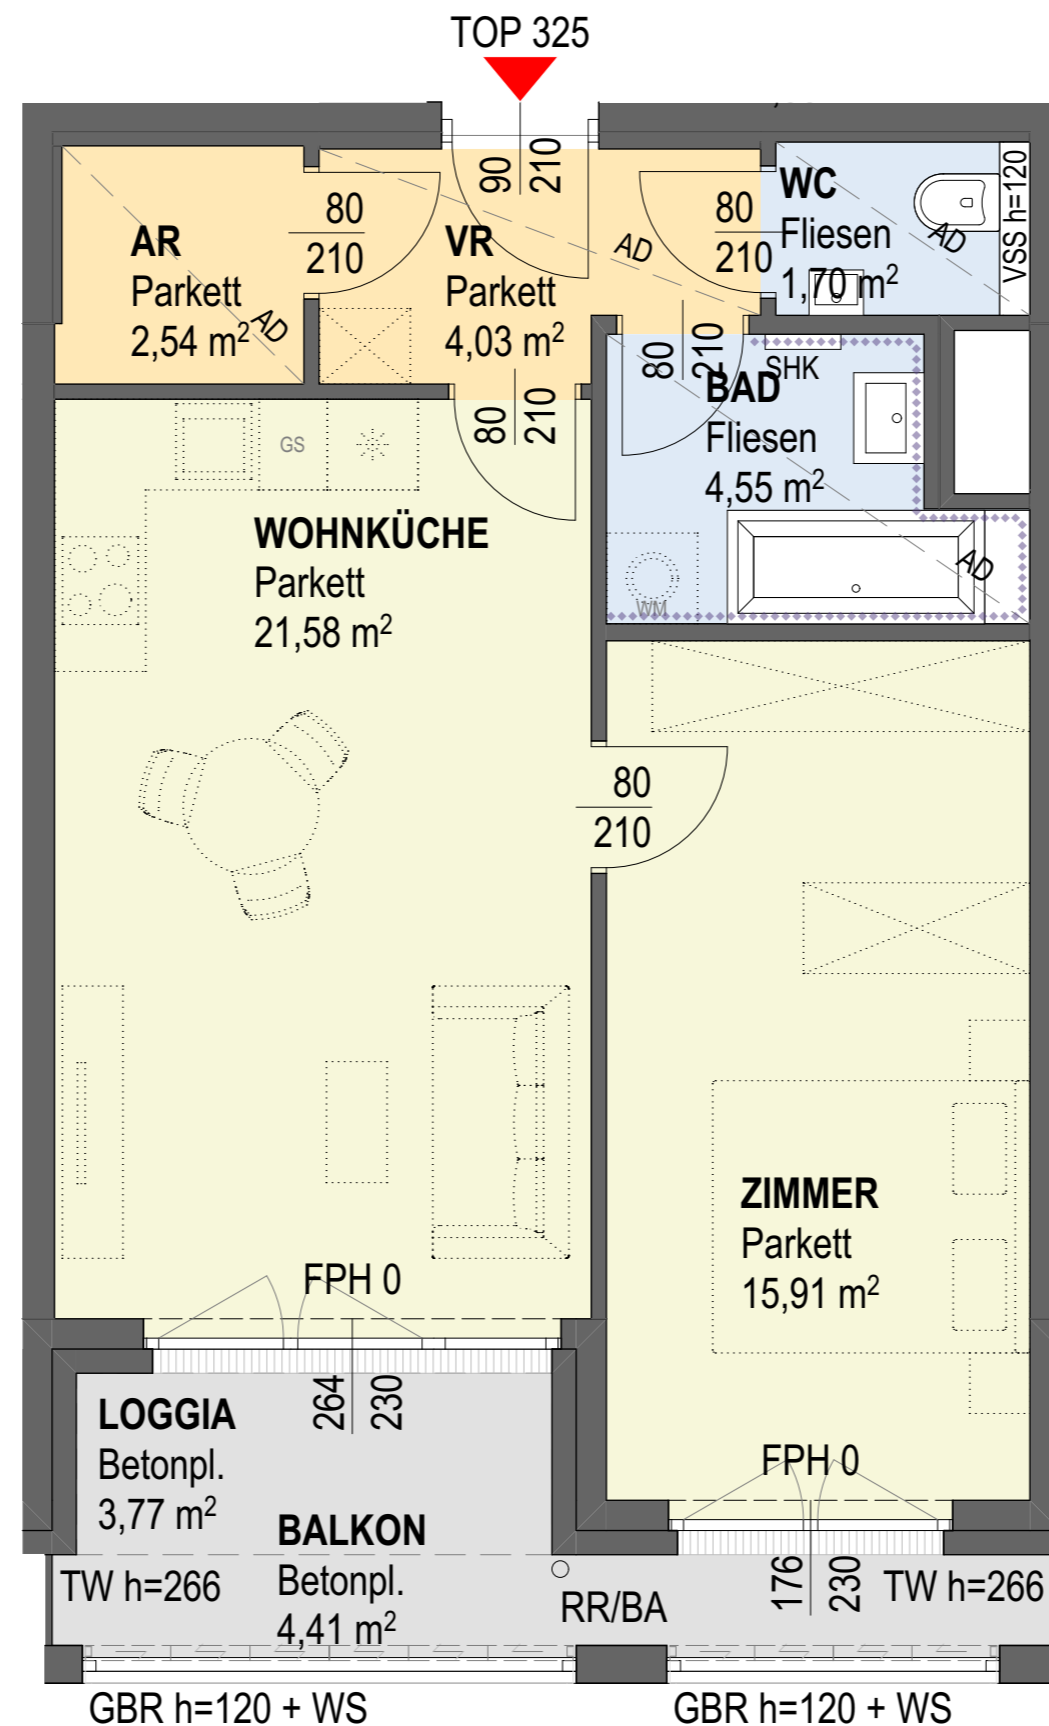 TOP 325
90
210
AR
Parkett
2,54 m²
AD
80
210
VR
Parkett
4,03 m²
AD
80
210
WC
Fliesen
1,70 m²
AD
VSS h=120
80
210
80
210
SHK
BAD
Fliesen
4,55 m²
AD
WM
GS
WOHNKÜCHE
Parkett
21,58 m²
80
210
ZIMMER
Parkett
15,91 m²
FPH 0
264
230
FPH 0
176
230
LOGGIA
Betonpl.
3,77 m²
BALKON
Betonpl.
4,41 m²
TW h=266
RR/BA
TW h=266
GBR h=120 + WS
GBR h=120 + WS